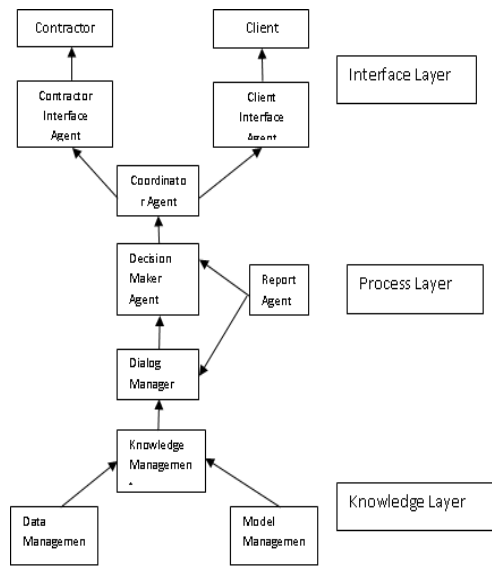 Contractor
Client
Contractor
Interface
Agent
Client
Interface
Agent
Interface Layer
Coordinato
r Agent
Decision
Maker
Agent
Report
Agent
Process Layer
Dialog
Manager
Knowledge
Managemen
Data
Managemen
Model
Managemen
Knowledge Layer